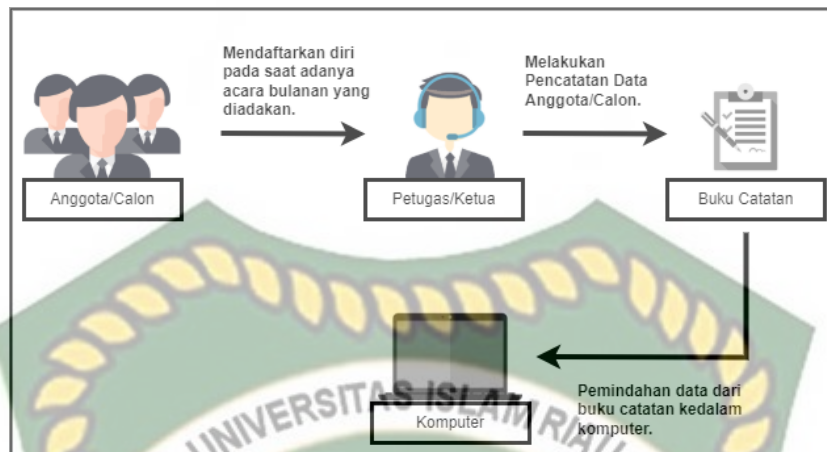 Mendaftarkan diri
pada saat adanya
acara bulanan yang
diadakan.
Melakukan
Pencatatan Data
Anggota/Calon.
Anggota/Calon
Petugas/Ketua
Buku Catatan
Komputer
Pemindahan data dari
buku catatan kedalam
komputer.
UNIVERSITAS ISLAM RIAU